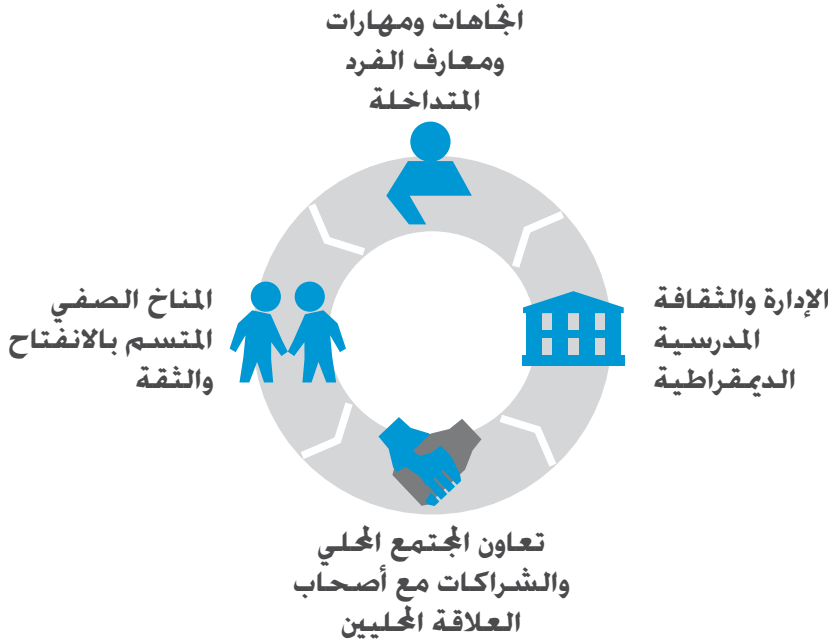 اتجاهات ومهارات
ومعارف الفرد
المتداخلة
الإدارة والثقافة
المدرسية
الديمقراطية
تعاون المجتمع المحلي
والشراكات مع أصحاب
العلاقة المحليين
المناخ الصفي
المتسم بالانفتاح
والثقة